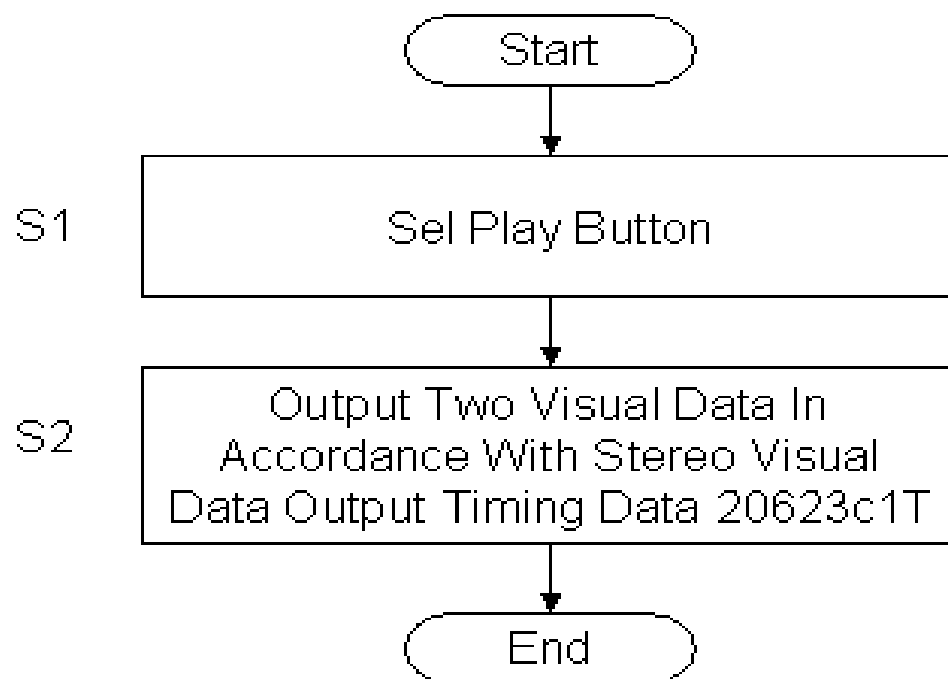 Start
S1
Sel Play Button
S2
Output Two Visual Data In
Accordance With Stereo Visual
Data Output Timing Data 20623c1T
End